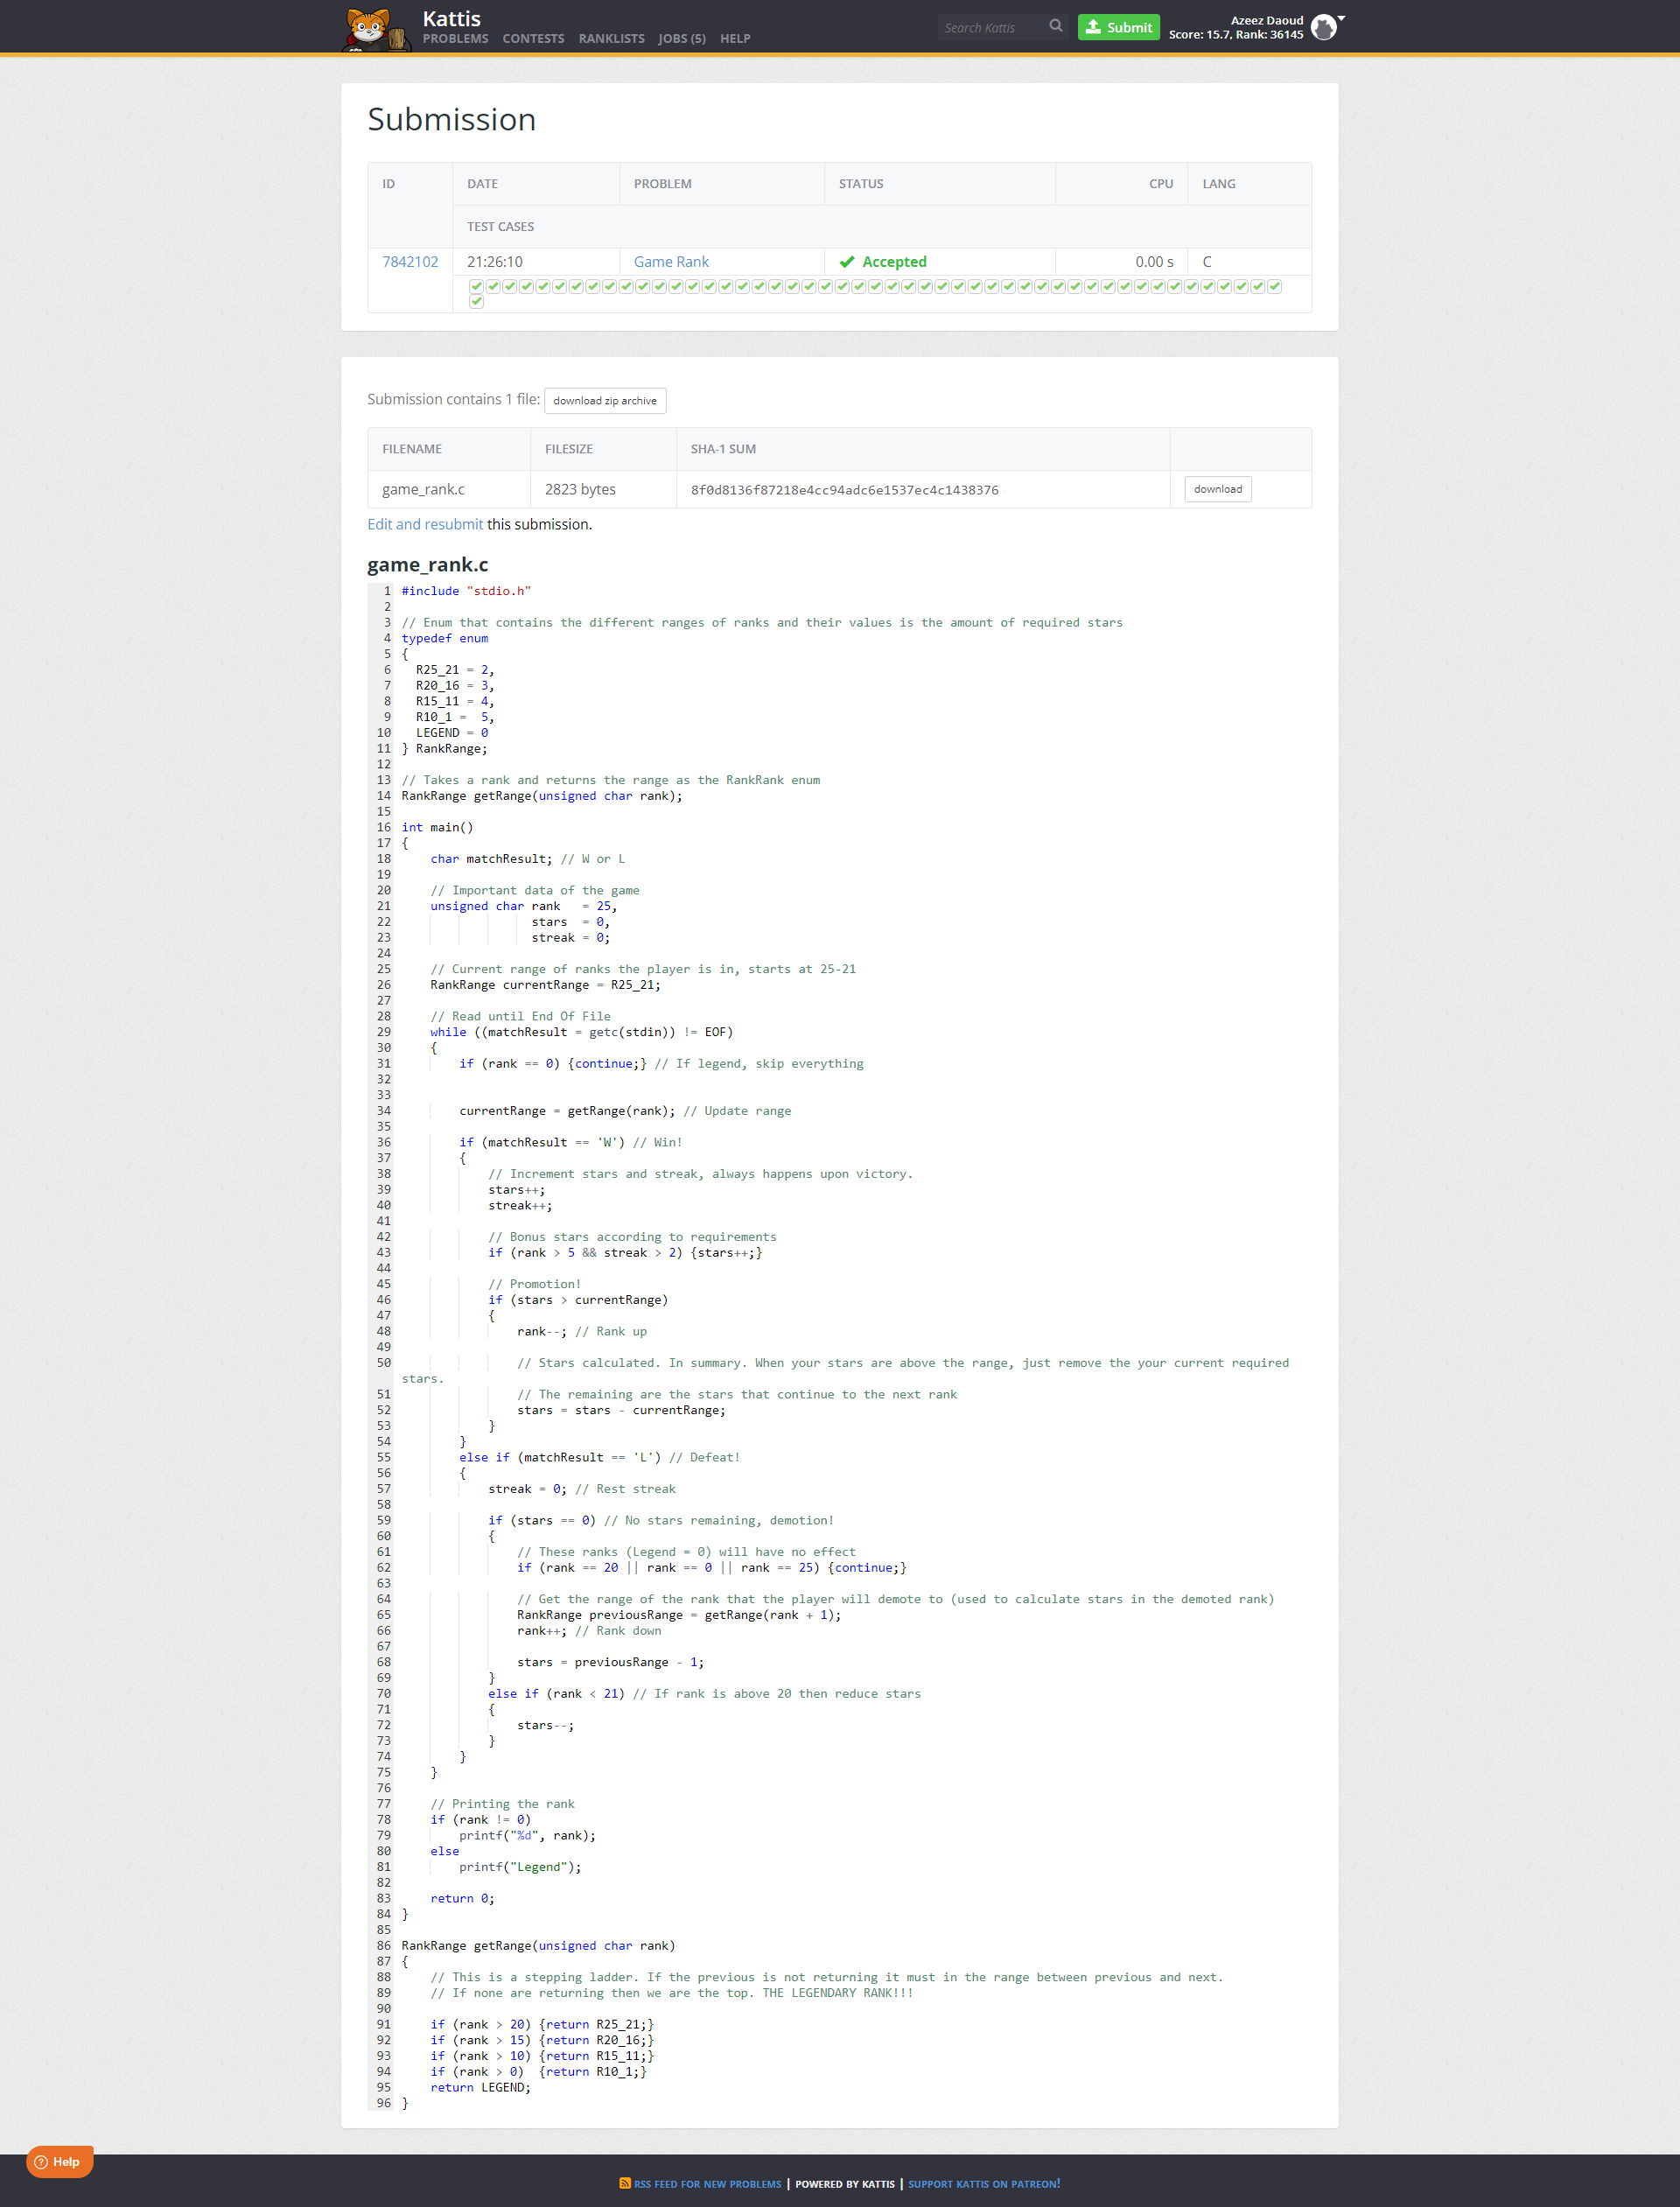 Kattis
PROBLEMS CONTESTS RANKLISTS JOBS (5) HELP
Search Kattis
Submit
Azeez Daoud
Score: 15.7, Rank: 36145
Submission
ID DATE PROBLEM STATUS CPU LANG
TEST CASES
7842102 21:26:10 Game Rank Accepted 0.00 s C
Submission contains 1 file: download zip archive
FILENAME FILESIZE SHA-1 SUM
game_rank.c 2823 bytes 8f0d8136f87218e4cc94adc6e1537ec4c1438376 download
Edit and resubmit this submission.
game_rank.c
1 #include "stdio.h"
2
3 // Enum that contains the different ranges of ranks and their values is the amount of required stars
4 typedef enum
5 {
6   R25_21 = 2,
7   R20_16 = 3,
8   R15_11 = 4,
9   R10_1 =  5,
10   LEGEND = 0
11 } RankRange;
12
13 // Takes a rank and returns the range as the RankRank enum
14 RankRange getRange(unsigned char rank);
15
16 int main()
17 {
18     char matchResult; // W or L
19
20     // Important data of the game
21     unsigned char rank   = 25,
22                   stars  = 0,
23                   streak = 0;
24
25     // Current range of ranks the player is in, starts at 25-21
26     RankRange currentRange = R25_21;
27
28     // Read until End Of File
29     while ((matchResult = getc(stdin)) != EOF)
30     {
31         if (rank == 0) {continue;} // If legend, skip everything
32
33
34         currentRange = getRange(rank); // Update range
35
36         if (matchResult == 'W') // Win!
37         {
38             // Increment stars and streak, always happens upon victory.
39             stars++;
40             streak++;
41
42             // Bonus stars according to requirements
43             if (rank > 5 && streak > 2) {stars++;}
44
45             // Promotion!
46             if (stars > currentRange)
47             {
48                 rank--; // Rank up
49
50                 // Stars calculated. In summary. When your stars are above the range, just remove the your current required
stars.
51                 // The remaining are the stars that continue to the next rank
52                 stars = stars - currentRange;
53             }
54         }
55         else if (matchResult == 'L') // Defeat!
56         {
57             streak = 0; // Rest streak
58
59             if (stars == 0) // No stars remaining, demotion!
60             {
61                 // These ranks (Legend = 0) will have no effect
62                 if (rank == 20 || rank == 0 || rank == 25) {continue;}
63
64                 // Get the range of the rank that the player will demote to (used to calculate stars in the demoted rank)
65                 RankRange previousRange = getRange(rank + 1);
66                 rank++; // Rank down
67
68                 stars = previousRange - 1;
69             }
70             else if (rank < 21) // If rank is above 20 then reduce stars
71             {
72                 stars--;
73             }
74         }
75     }
76
77     // Printing the rank
78     if (rank != 0)
79         printf("%d", rank);
80     else
81         printf("Legend");
82
83     return 0;
84 }
85
86 RankRange getRange(unsigned char rank)
87 {
88     // This is a stepping ladder. If the previous is not returning it must in the range between previous and next.
89     // If none are returning then we are the top. THE LEGENDARY RANK!!!
90
91     if (rank > 20) {return R25_21;}
92     if (rank > 15) {return R20_16;}
93     if (rank > 10) {return R15_11;}
94     if (rank > 0)  {return R10_1;}
95     return LEGEND;
96 }
Help
RSS FEED FOR NEW PROBLEMS | POWERED BY KATTIS | SUPPORT KATTIS ON PATREON!